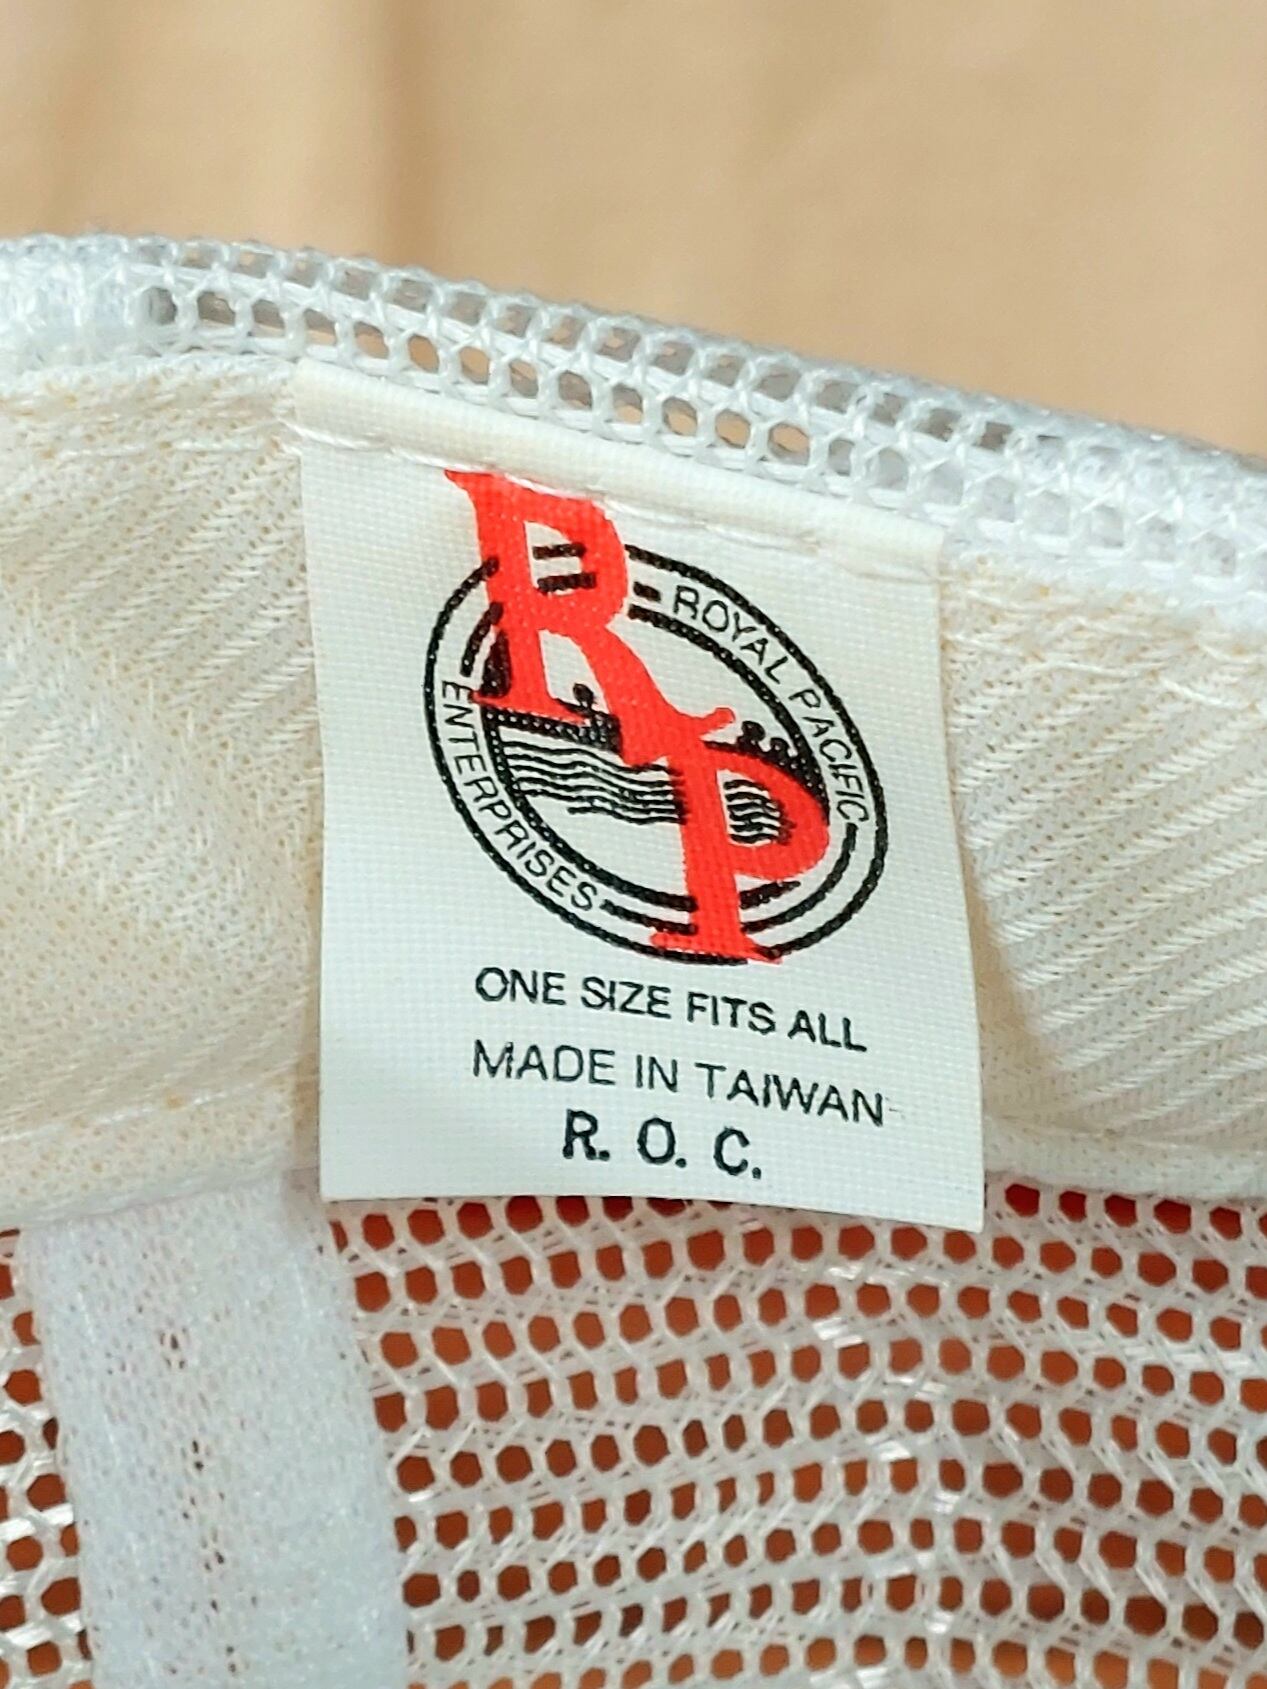 RP
ROYAL PACIFIC
ENTERPRISES
ONE SIZE FITS ALL
MADE IN TAIWAN
R. O. C.